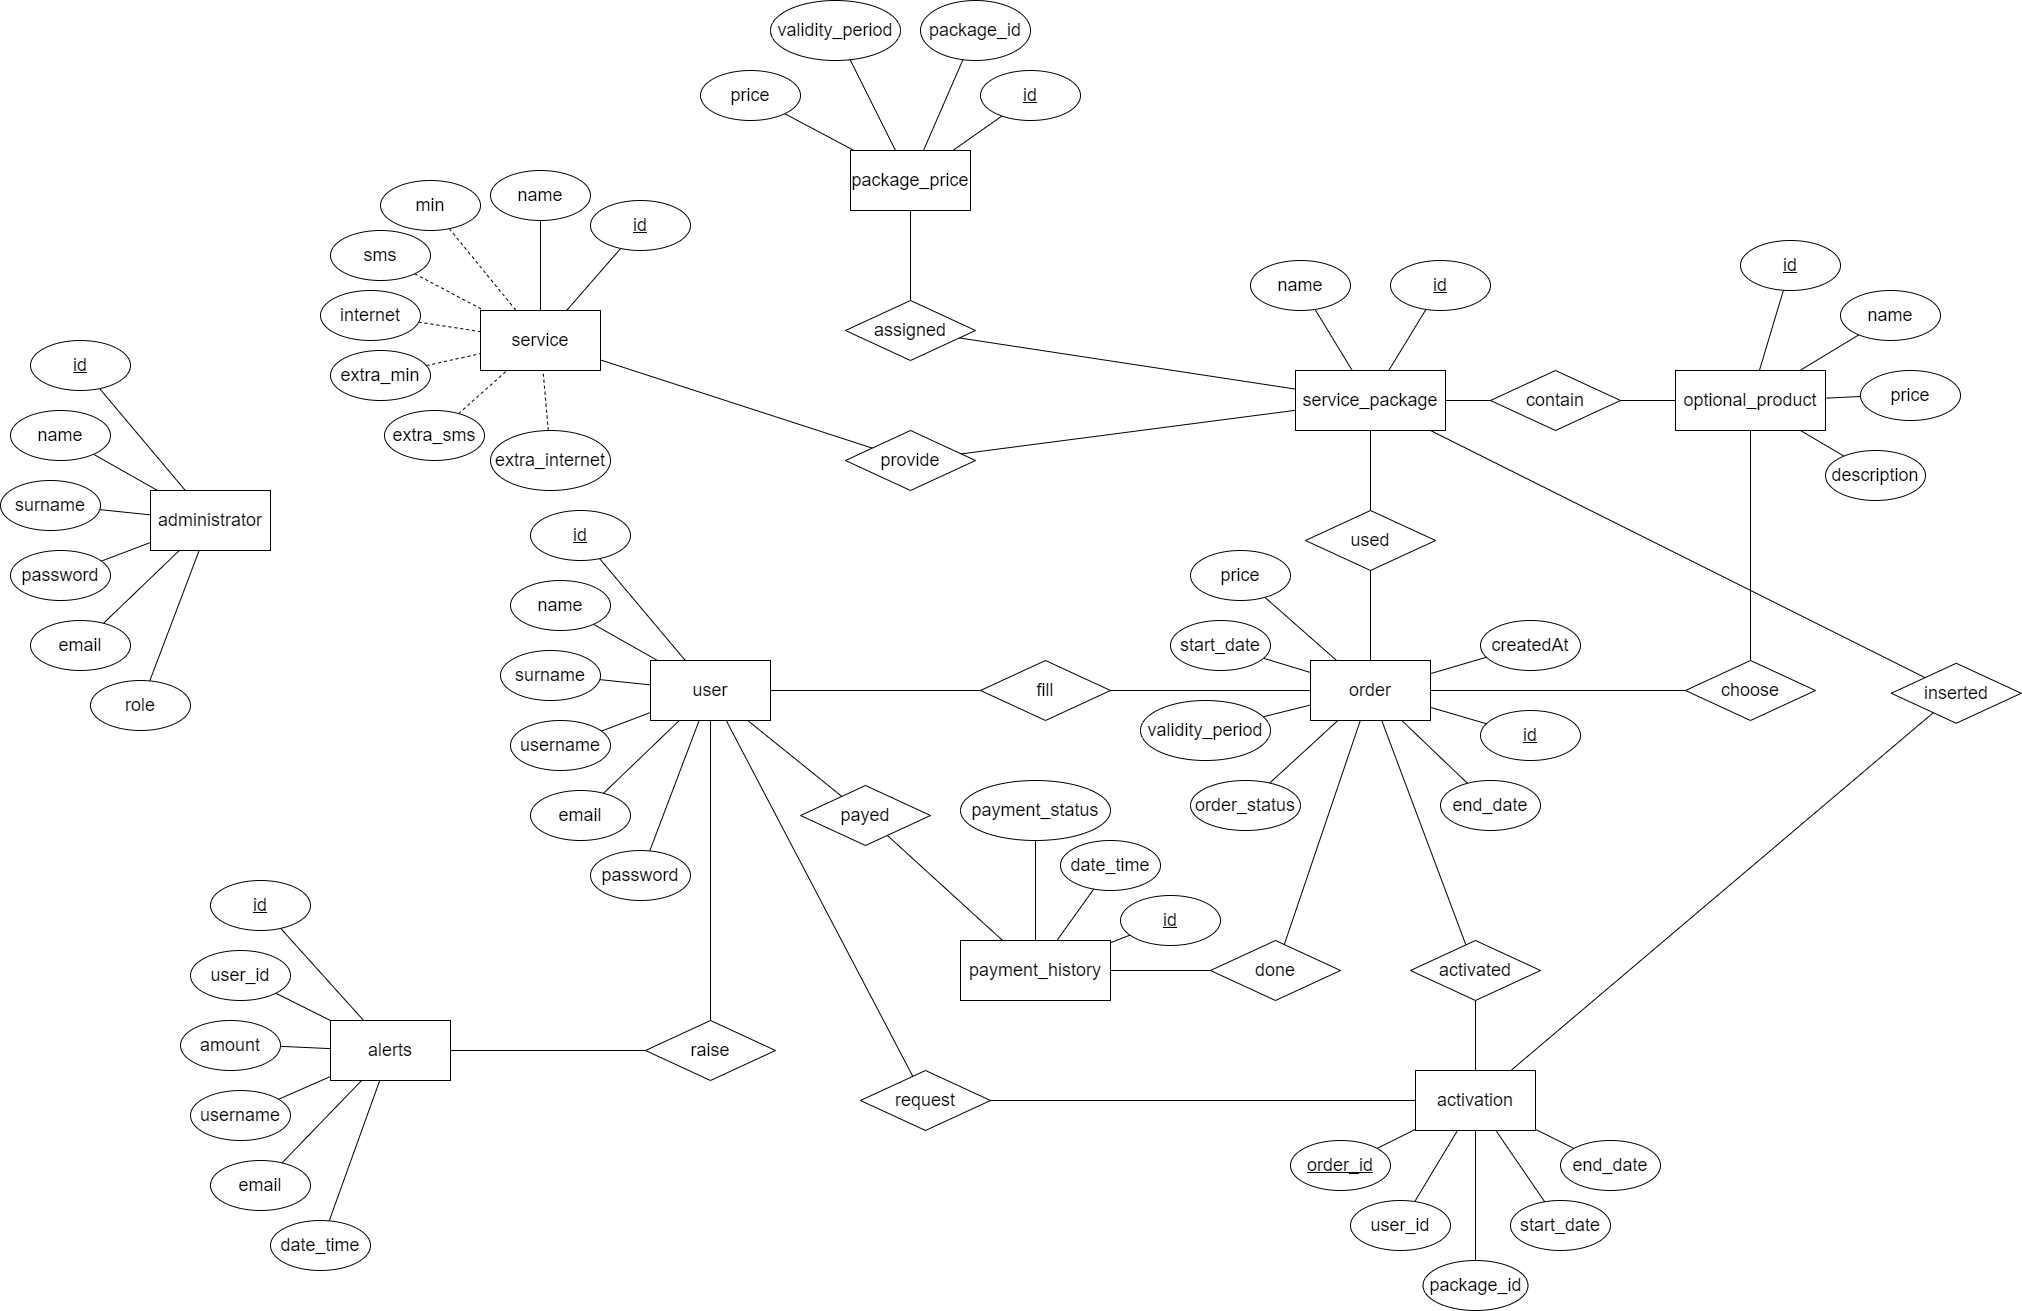 validity_period
package_id
price
id
package_price
min
name
id
sms
internet
service
extra_min
extra_sms
extra_internet
assigned
provide
name
id
service_package
contain
id
name
optional_product
price
description
id
name
surname
administrator
password
email
role
used
id
name
surname
user
username
email
password
fill
price
start_date
createdAt
order
validity_period
id
order_status
end_date
choose
inserted
payed
payment_status
date_time
id
payment_history
done
activated
id
user_id
amount
alerts
username
email
date_time
raise
request
activation
order_id
end_date
user_id
start_date
package_id